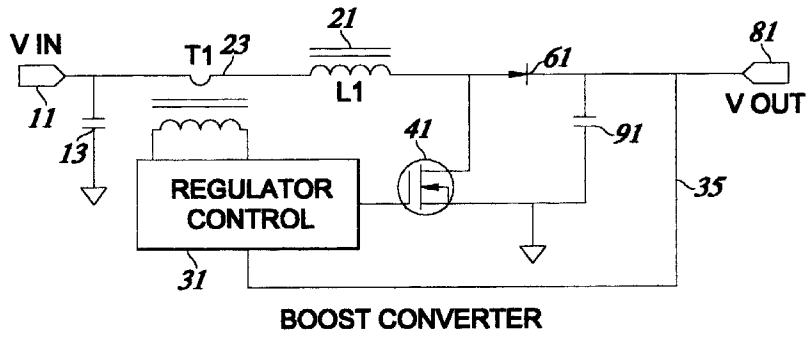 21
61
81
V IN
T1
23
11
L1
V OUT
13
41
91
REGULATOR
CONTROL
35
31
BOOST CONVERTER